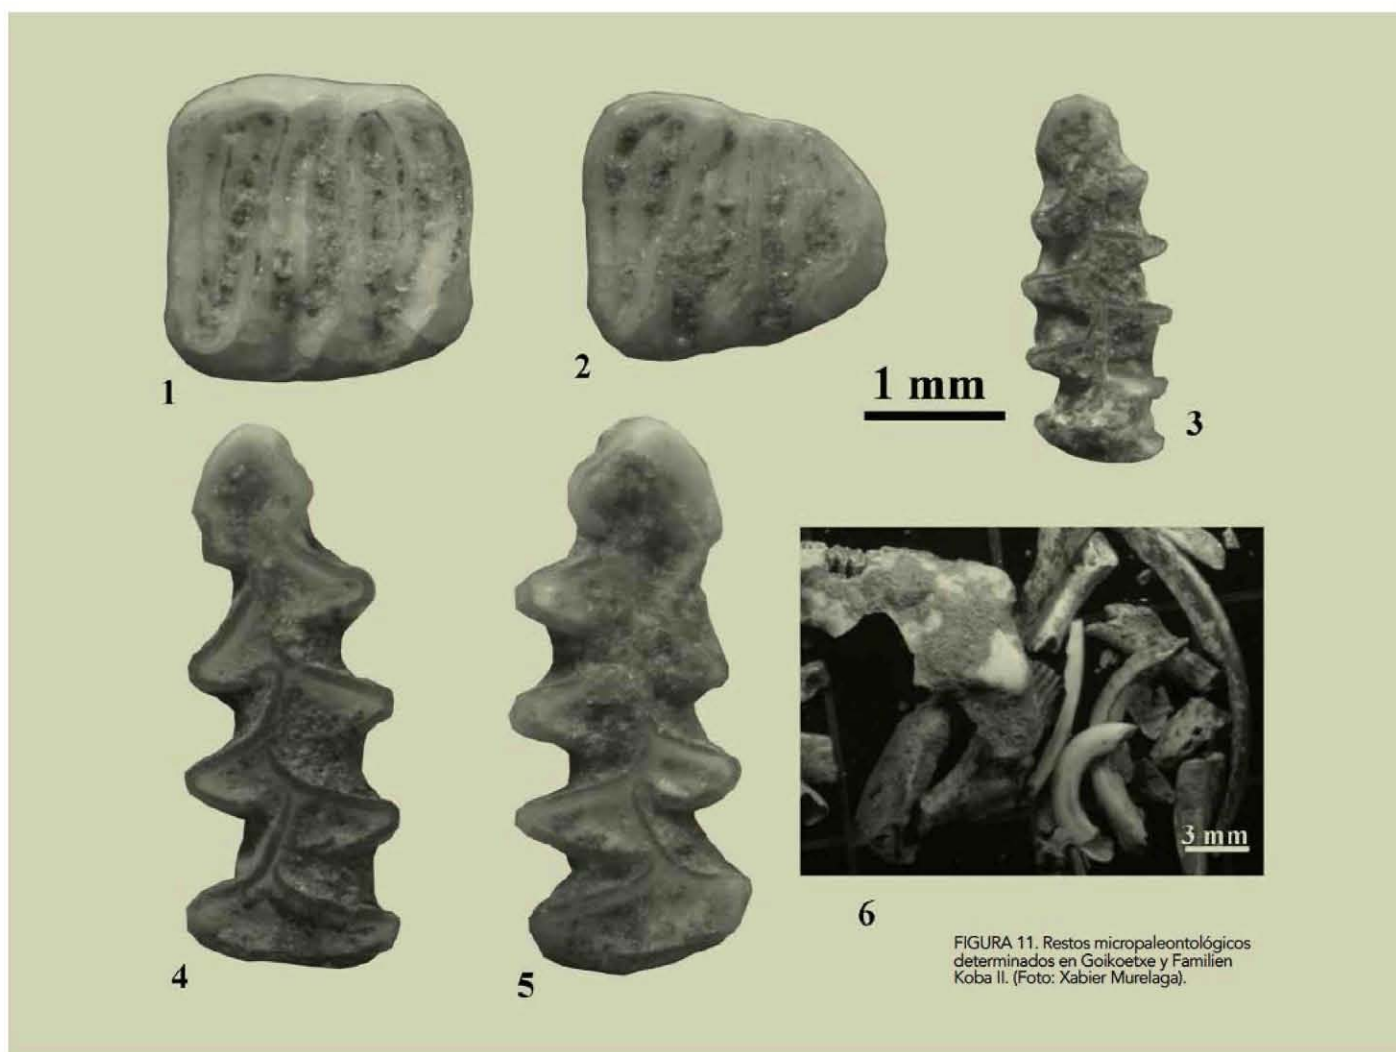 1
2
1 mm
3
4
5
3 mm
6
FIGURA 11. Restos micropaleontológicos
determinados en Goikoetxe y Familien
Koba II. (Foto: Xabier Murelaga).